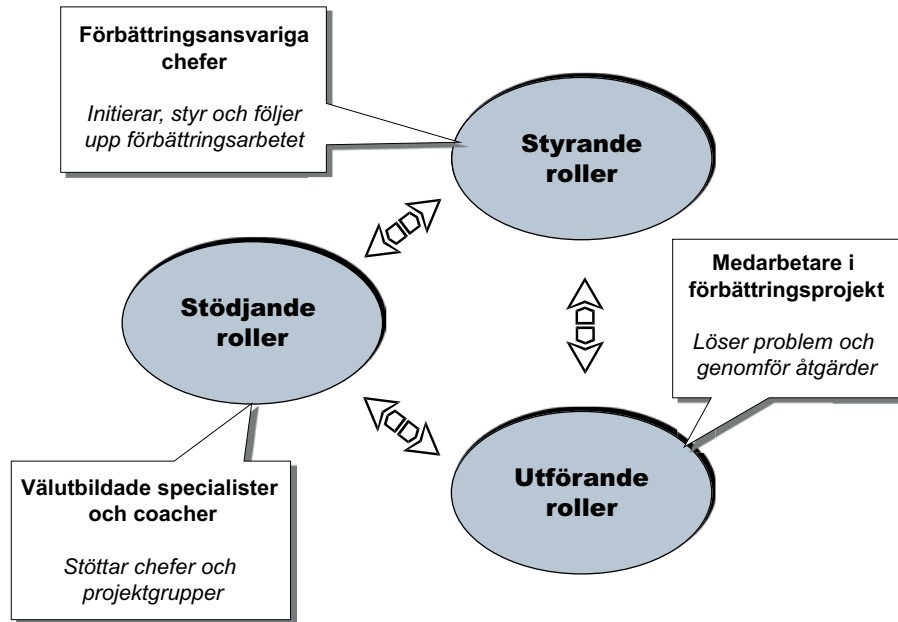 Förbättringsansvariga
chefer
Initierar, styr och följer
upp förbättringsarbetet
Styrande
roller
Medarbetare i
förbättringsprojekt
Löser problem och
genomför åtgärder
Stödjande
roller
Välutbildade specialister
och coacher
Stöttar chefer och
projektgrupper
Utförande
roller